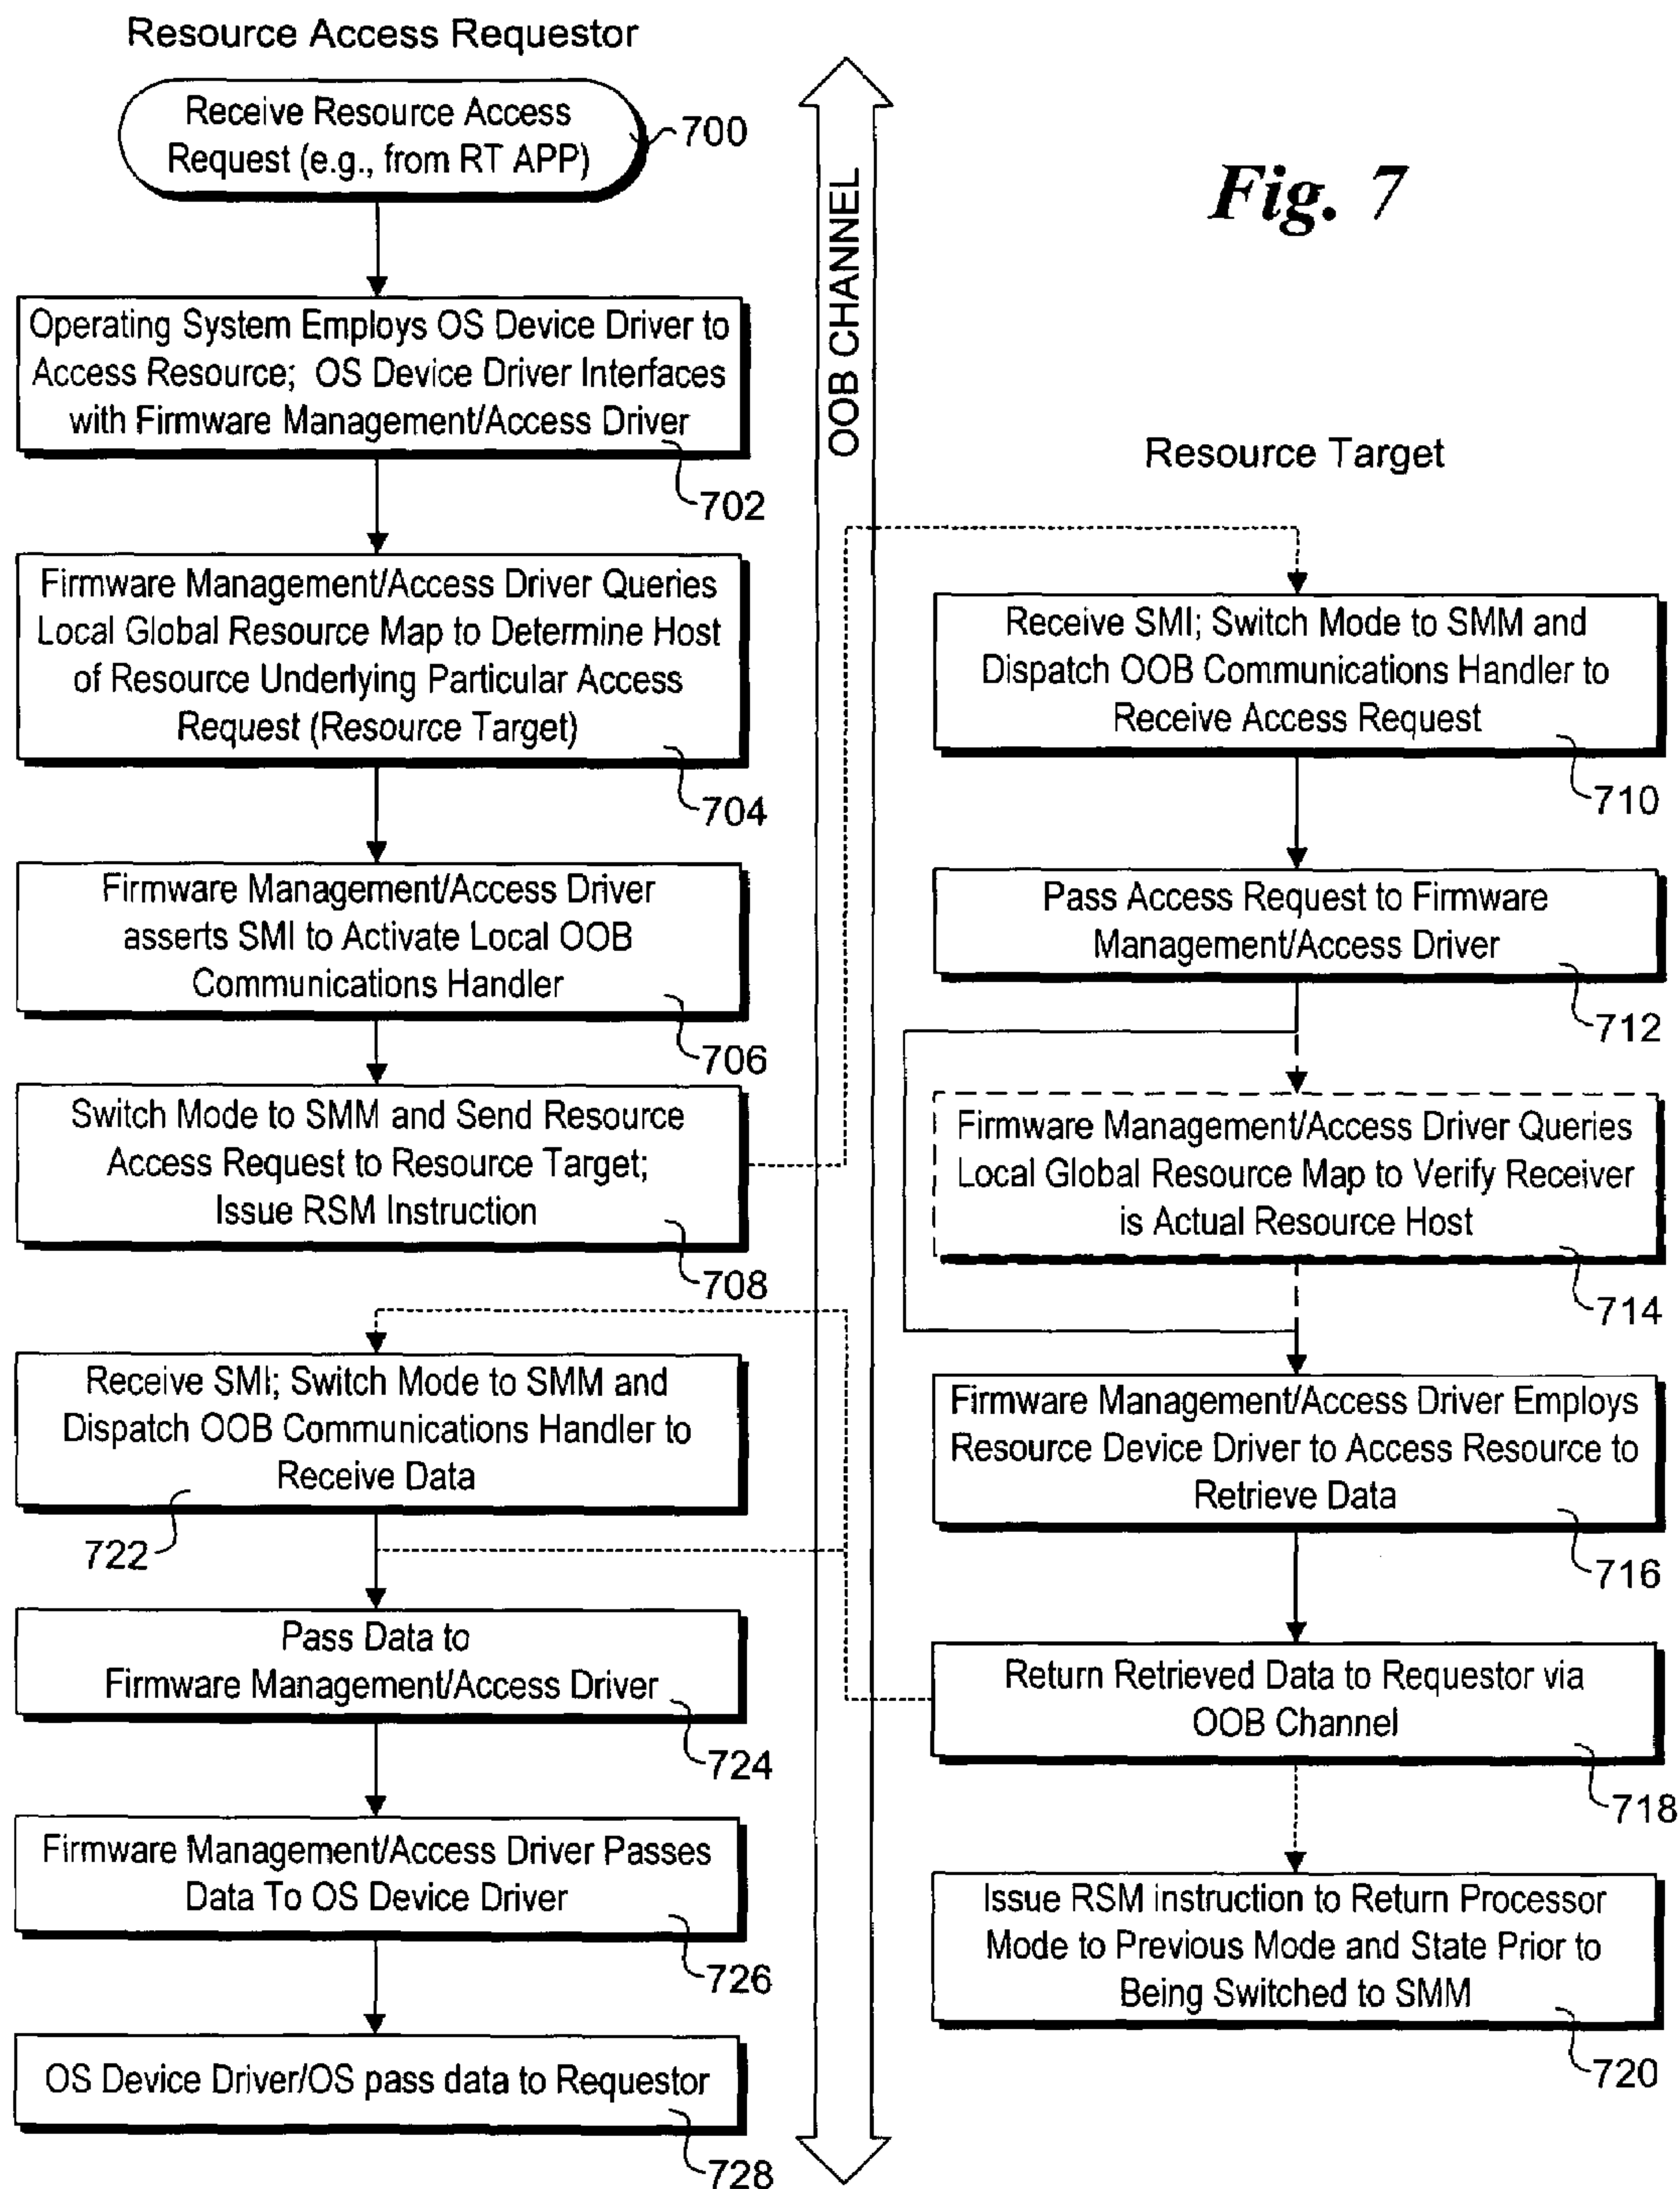 Resource Access Requestor
Receive Resource Access
Request (e.g., from RT APP)
700
Operating System Employs OS Device Driver to
Access Resource; OS Device Driver Interfaces
with Firmware Management/Access Driver
702
Firmware Management/Access Driver Queries
Local Global Resource Map to Determine Host
of Resource Underlying Particular Access
Request (Resource Target)
704
Firmware Management/Access Driver
asserts SMI to Activate Local OOB
Communications Handler
706
Switch Mode to SMM and Send Resource
Access Request to Resource Target;
Issue RSM Instruction
708
Receive SMI; Switch Mode to SMM and
Dispatch OOB Communications Handler to
Receive Data
722
Pass Data to
Firmware Management/Access Driver
724
Firmware Management/Access Driver Passes
Data To OS Device Driver
726
OS Device Driver/OS pass data to Requestor
728
OOB CHANNEL
Fig. 7
Resource Target
Receive SMI; Switch Mode to SMM and
Dispatch OOB Communications Handler to
Receive Access Request
710
Pass Access Request to Firmware
Management/Access Driver
712
Firmware Management/Access Driver Queries
Local Global Resource Map to Verify Receiver
is Actual Resource Host
714
Firmware Management/Access Driver Employs
Resource Device Driver to Access Resource to
Retrieve Data
716
Return Retrieved Data to Requestor via
OOB Channel
718
Issue RSM instruction to Return Processor
Mode to Previous Mode and State Prior to
Being Switched to SMM
720